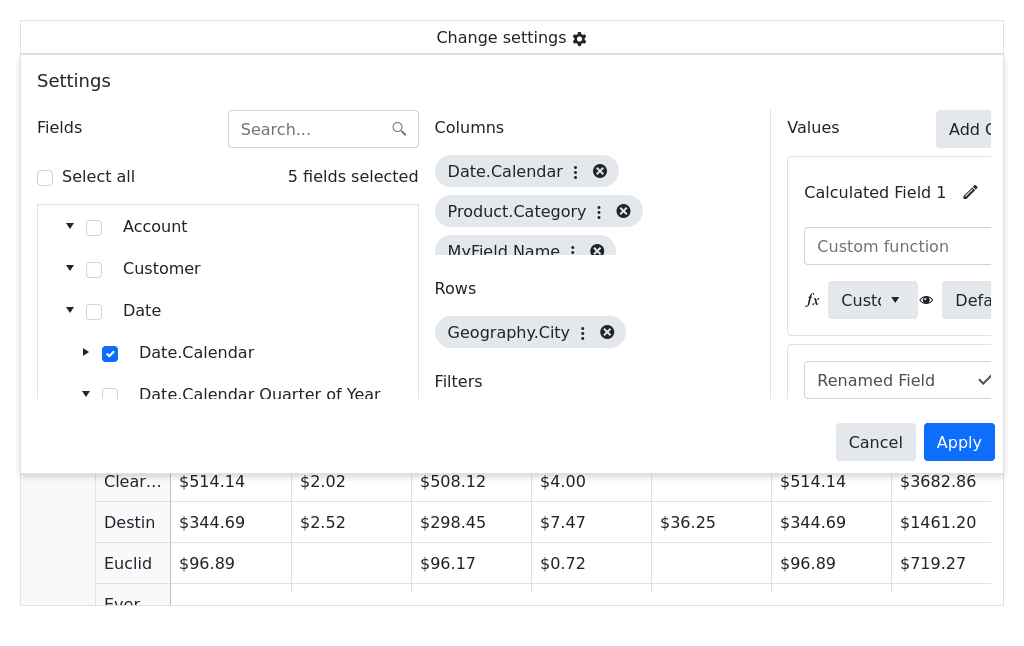 Change settings
Settings
Fields
Search...
Select all
5 fields selected
Account
Customer
Date
Date.Calendar
Date.Calendar Quarter of Year
Columns
Date.Calendar
Product.Category
MyField Name
Rows
Geography.City
Filters
Values
Add
Calculated Field 1
Custom function
fx
Renamed Field
Cancel
Apply
Clear… $514.14 $2.02 $508.12 $4.00 $514.14 $3682.86
Destin $344.69 $2.52 $298.45 $7.47 $36.25 $344.69 $1461.20
Euclid $96.89 $96.17 $0.72 $96.89 $719.27